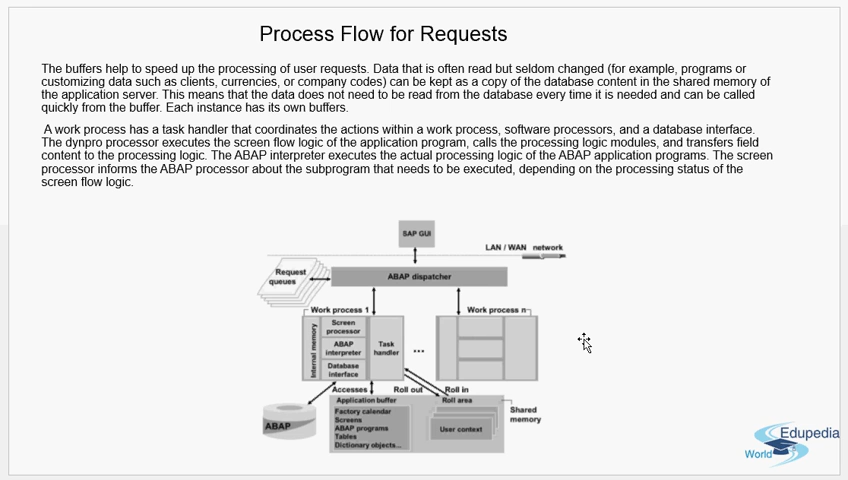 Process Flow for Requests
The buffers help to speed up the processing of user requests. Data that is often read but seldom changed (for example, programs or
customizing data such as clients, currencies, or company codes) can be kept as a copy of the database content in the shared memory of
the application server. This means that the data does not need to be read from the database every time it is needed and can be called
quickly from the buffer. Each instance has its own buffers.
A work process has a task handler that coordinates the actions within a work process, software processors, and a database interface.
The dynpro processor executes the screen flow logic of the application program, calls the processing logic modules, and transfers field
content to the processing logic. The ABAP interpreter executes the actual processing logic of the ABAP application programs. The screen
processor informs the ABAP processor about the subprogram that needs to be executed, depending on the processing status of the
screen flow logic.
SAP GUI
LAN / WAN network
Request
queues
ABAP dispatcher
Work process 1
Work process n
Internal memory
Screen
processor
ABAP
interpreter
Database
interface
Task
handler
...
Accesses
Roll out
Roll in
ABAP
Application buffer
Factory calendar
Screens
ABAP programs
Tables
Dictionary objects...
Roll area
User context
Shared
memory
Edupedia
World